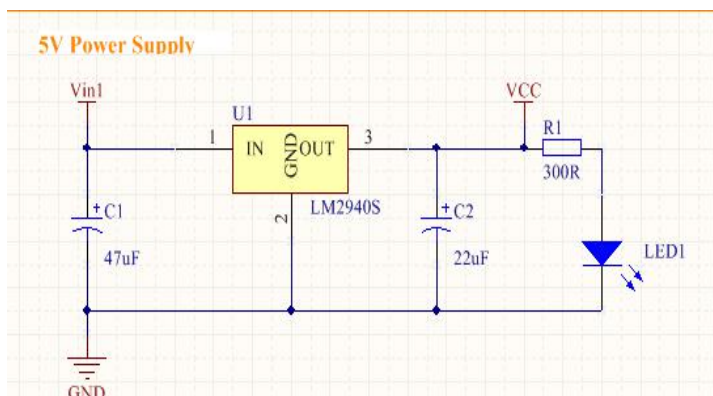 5V Power Supply
Vin1
VCC
U1
1
IN
GND
OUT
3
R1
300R
2
LM2940S
+
C1
47uF
+
C2
22uF
LED1
GND